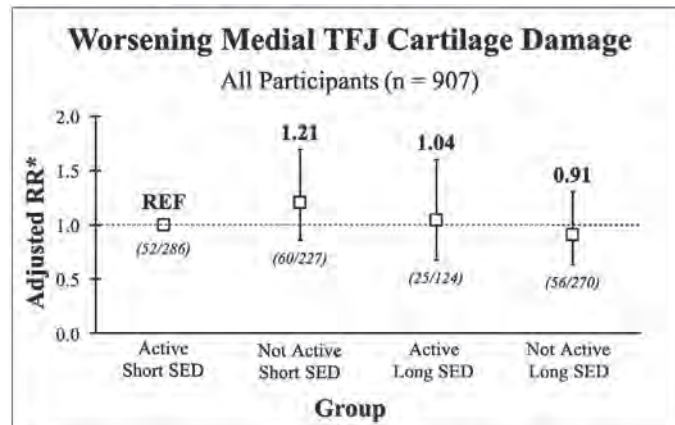 Worsening Medial TFJ Cartilage Damage
All Participants (n = 907)
Adjusted RR*
2.0
1.5
1.0
0.5
0.0
REF
(52/286)
1.21
(60/227)
1.04
(25/124)
0.91
(56/270)
Active
Short SED
Not Active
Short SED
Active
Long SED
Not Active
Long SED
Group